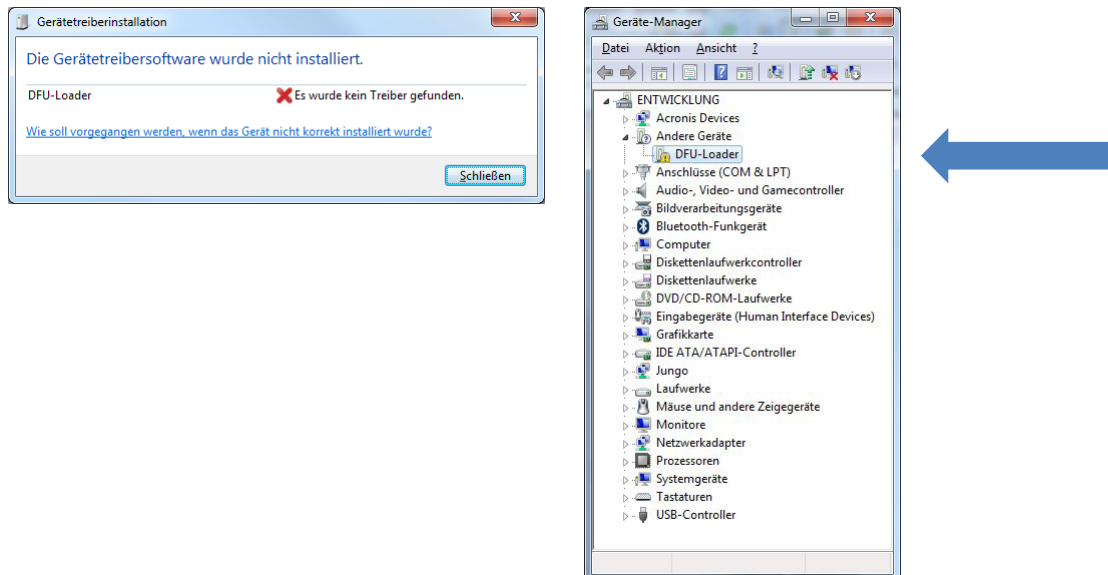 Gerätetreiberinstallation
Die Gerätetreibersoftware wurde nicht installiert.
DFU-Loader Es wurde kein Treiber gefunden.
Wie soll vorgegangen werden, wenn das Gerät nicht korrekt installiert wurde?
Schließen
Geräte-Manager
Datei Aktion Ansicht ?
ENTWICKLUNG
Acronis Devices
Andere Geräte
DFU-Loader
Anschlüsse (COM & LPT)
Audio-, Video- und Gamecontroller
Bildverarbeitungsgeräte
Bluetooth-Funkgerät
Computer
Diskettenlaufwerkcontroller
Diskettenlaufwerke
DVD/CD-ROM-Laufwerke
Eingabegeräte (Human Interface Devices)
Grafikkarte
IDE ATA/ATAPI-Controller
Jungo
Laufwerke
Mäuse und andere Zeigegeräte
Monitore
Netzwerkadapter
Prozessoren
Systemgeräte
Tastaturen
USB-Controller